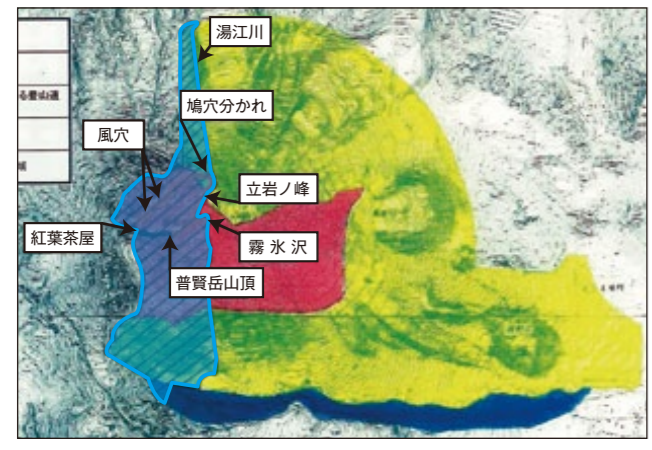 湯江川
鳩穴分かれ
風穴
立岩ノ峰
紅葉茶屋
霧氷沢
普賢岳山頂